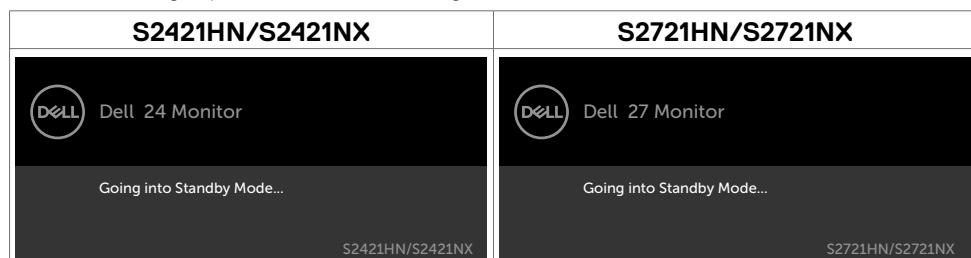 S2421HN/S2421NX
S2721HN/S2721NX
DELL
Dell 24 Monitor
Going into Standby Mode...
S2421HN/S2421NX
DELL
Dell 27 Monitor
Going into Standby Mode...
S2721HN/S2721NX